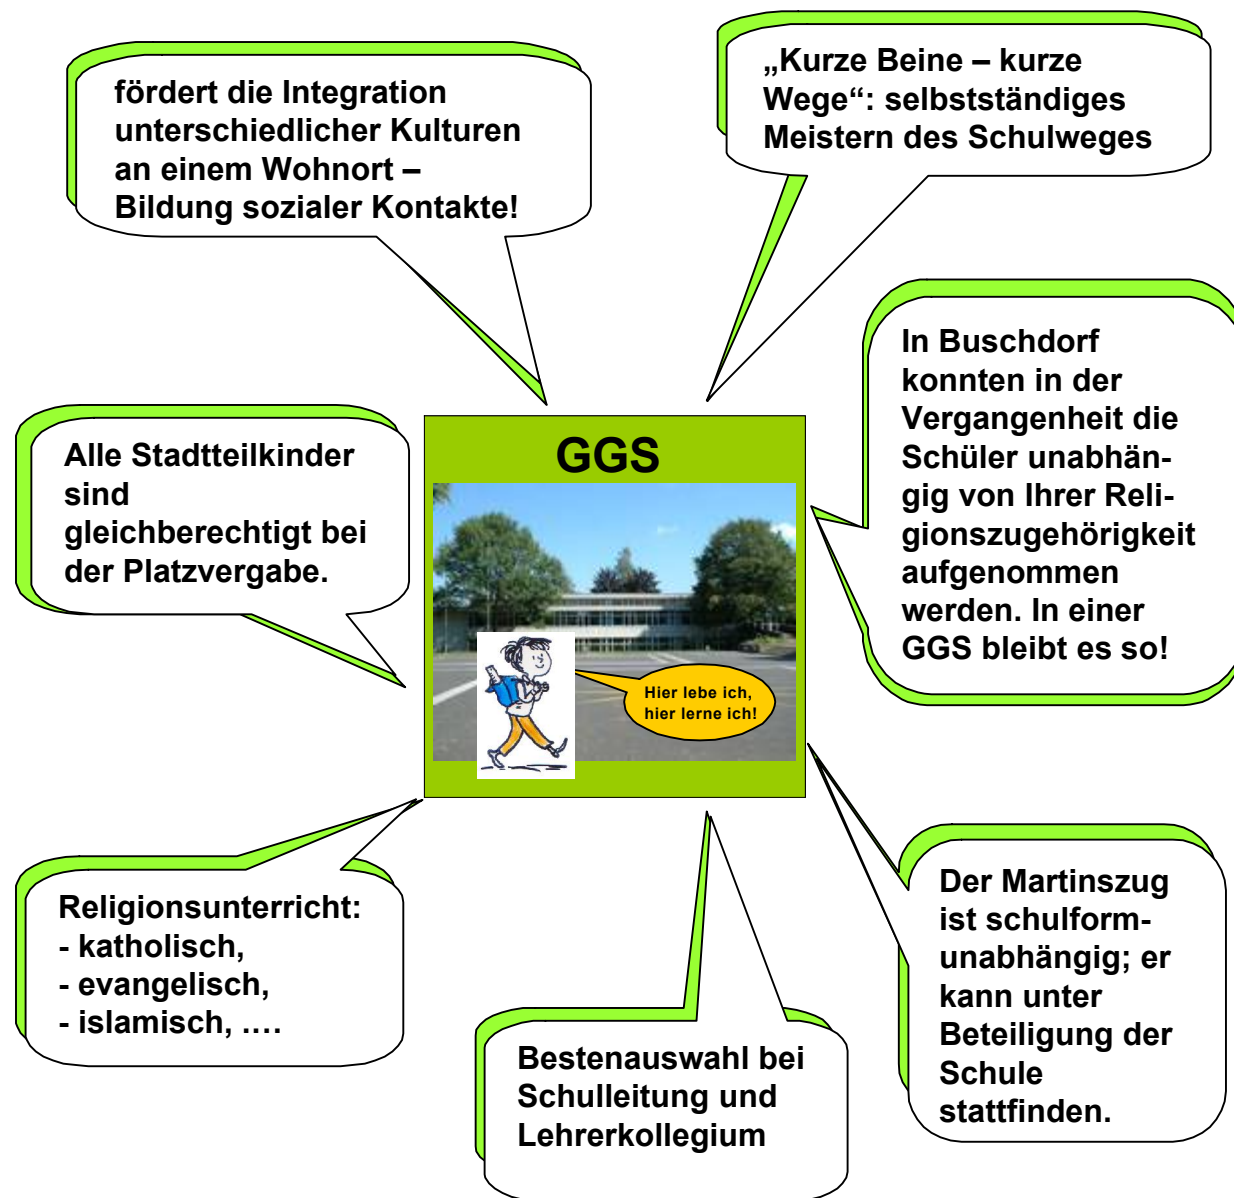 fördert die Integration
unterschiedlicher Kulturen
an einem Wohnort –
Bildung sozialer Kontakte!
„Kurze Beine – kurze
Wege“: selbstständiges
Meistern des Schulweges
In Buschdorf
konnten in der
Vergangenheit die
Schüler unabhän-
gig von Ihrer Reli-
gionszugehörigkeit
aufgenommen
werden. In einer
GGS bleibt es so!
Alle Stadtteilkinder
sind
gleichberechtigt bei
der Platzvergabe.
GGS
Hier lebe ich,
hier lerne ich!
Religionsunterricht:
- katholisch,
- evangelisch,
- islamisch, ….
Bestenauswahl bei
Schulleitung und
Lehrerkollegium
Der Martinszug
ist schulform-
unabhängig; er
kann unter
Beteiligung der
Schule
stattfinden.